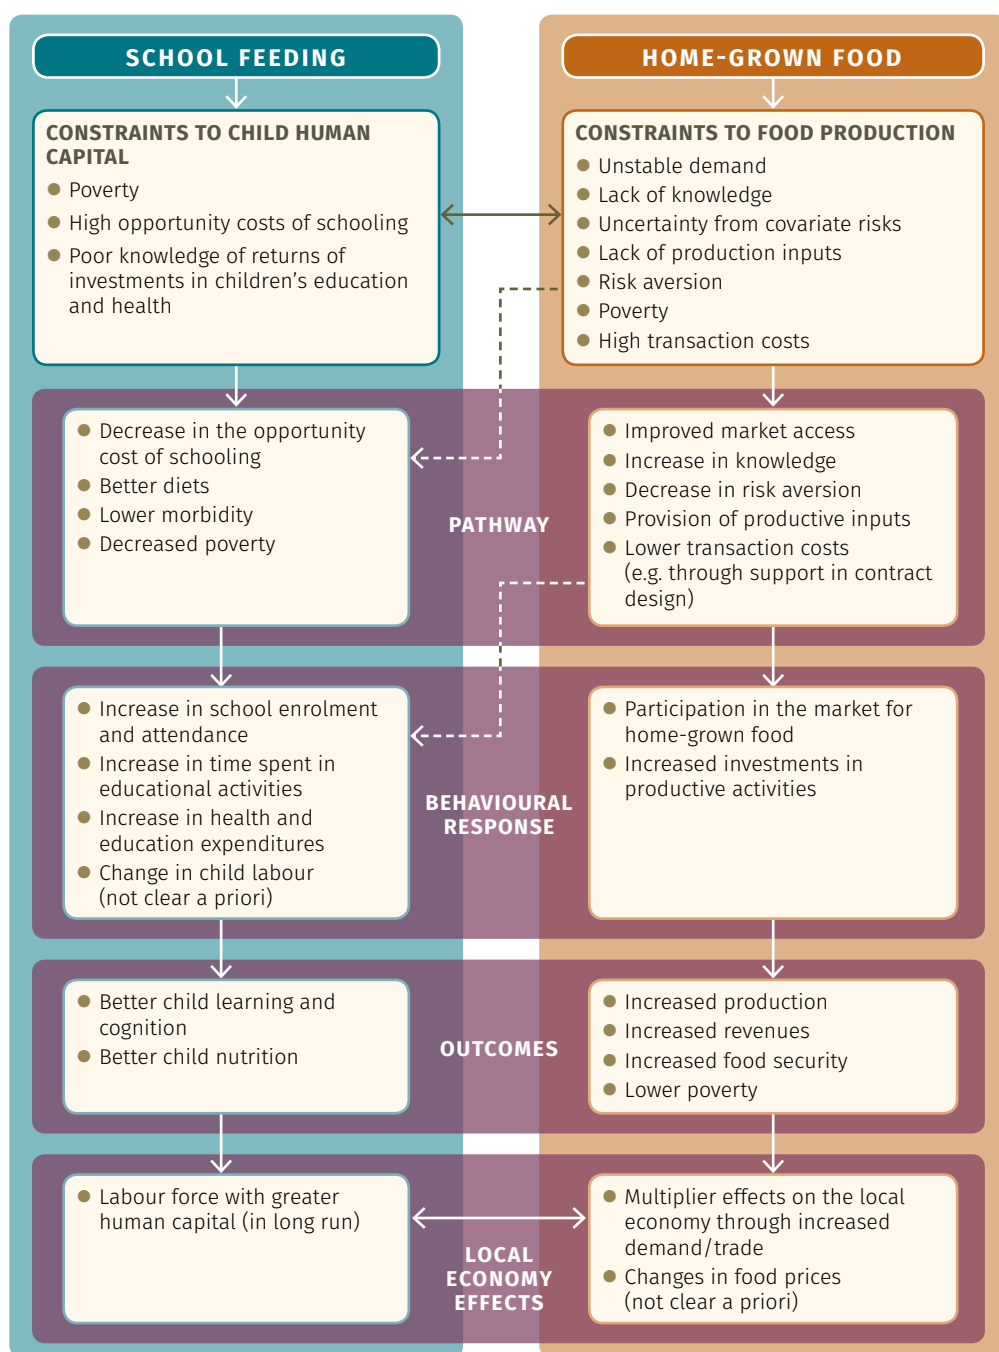 SCHOOL FEEDING
HOME-GROWN FOOD
CONSTRAINTS TO CHILD HUMAN
CAPITAL
Poverty
High opportunity costs of schooling
Poor knowledge of returns of
investments in children’s education
and health
CONSTRAINTS TO FOOD PRODUCTION
Unstable demand
Lack of knowledge
Uncertainty from covariate risks
Lack of production inputs
Risk aversion
Poverty
High transaction costs
Decrease in the opportunity
cost of schooling
Better diets
Lower morbidity
Decreased poverty
PATHWAY
Improved market access
Increase in knowledge
Decrease in risk aversion
Provision of productive inputs
Lower transaction costs
(e.g. through support in contract
design)
Increase in school enrolment
and attendance
Increase in time spent in
educational activities
Increase in health and
education expenditures
Change in child labour
(not clear a priori)
BEHAVIOURAL
RESPONSE
Participation in the market for
home-grown food
Increased investments in
productive activities
Better child learning and
cognition
Better child nutrition
OUTCOMES
Increased production
Increased revenues
Increased food security
Lower poverty
Labour force with greater
human capital (in long run)
LOCAL
ECONOMY
EFFECTS
Multiplier effects on the local
economy through increased
demand/trade
Changes in food prices
(not clear a priori)